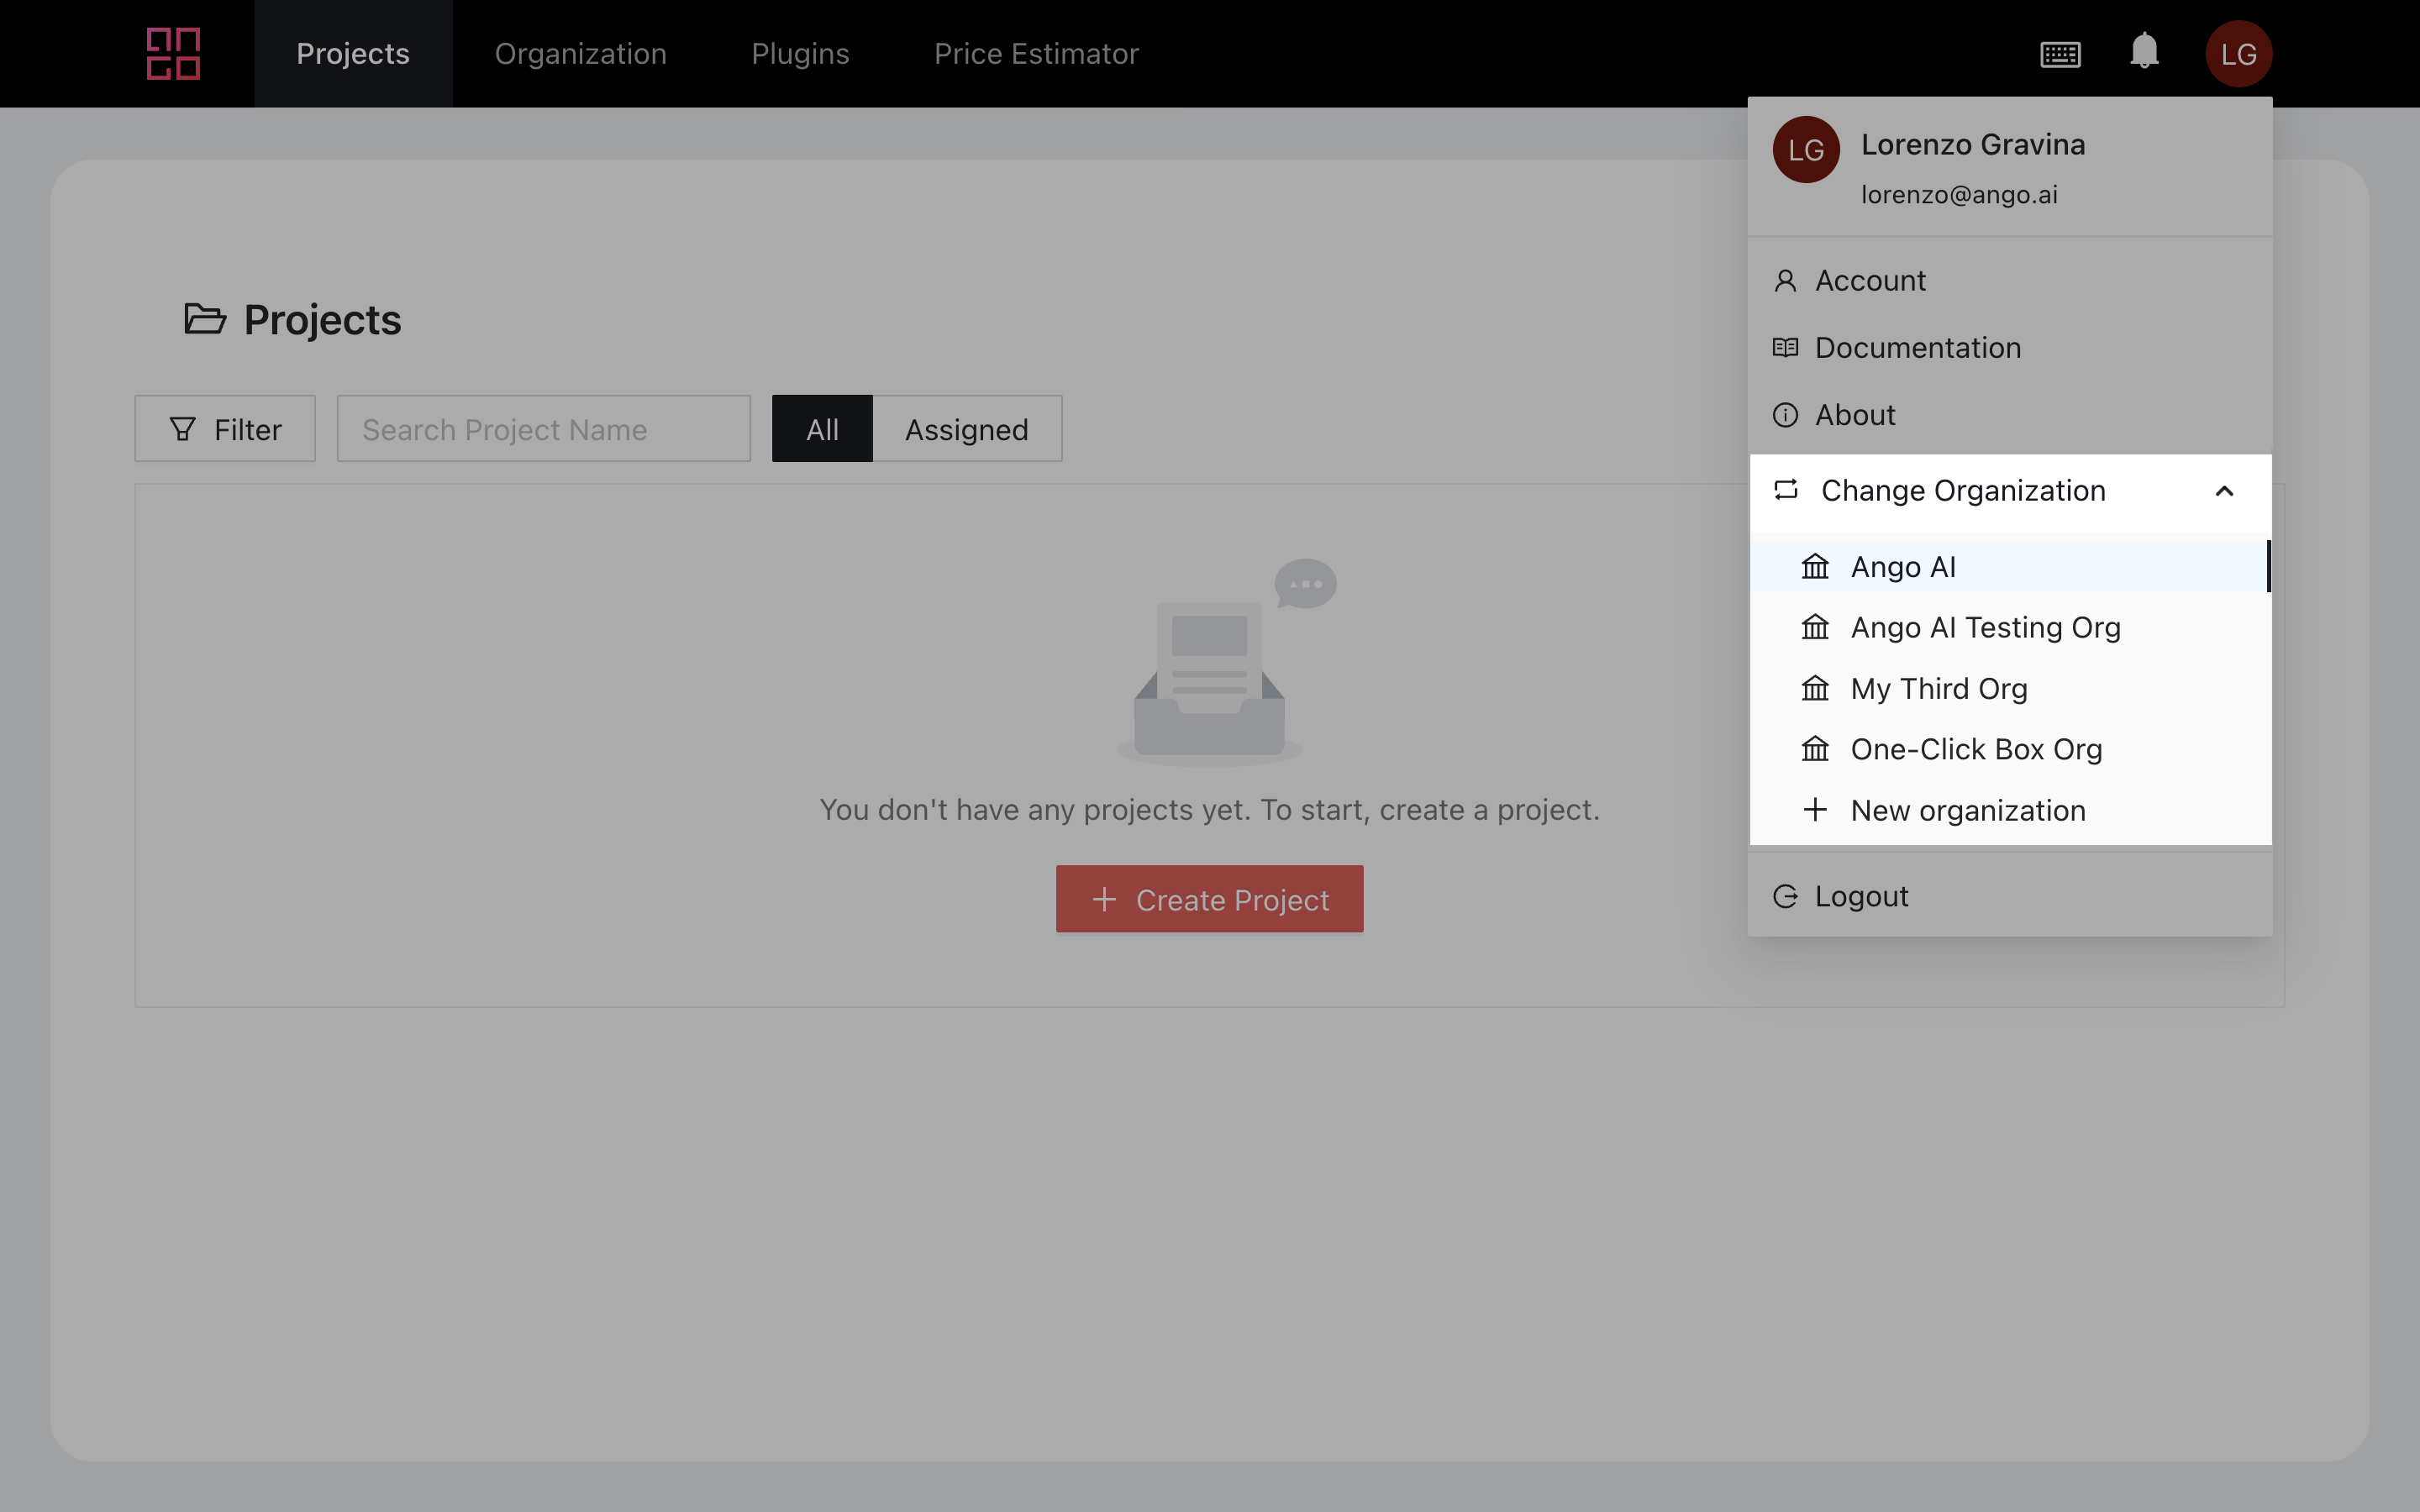 Projects
Organization
Plugins
Price Estimator
LG
LG
Lorenzo Gravina
lorenzo@ango.ai
Account
Documentation
About
Change Organization
Ango AI
Ango AI Testing Org
My Third Org
One-Click Box Org
New organization
Logout
Projects
Filter
Search Project Name
All
Assigned
You don't have any projects yet. To start, create a project.
Create Project